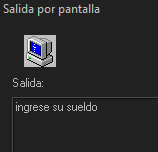 Salida por pantalla
Salida:
ingrese su sueldo